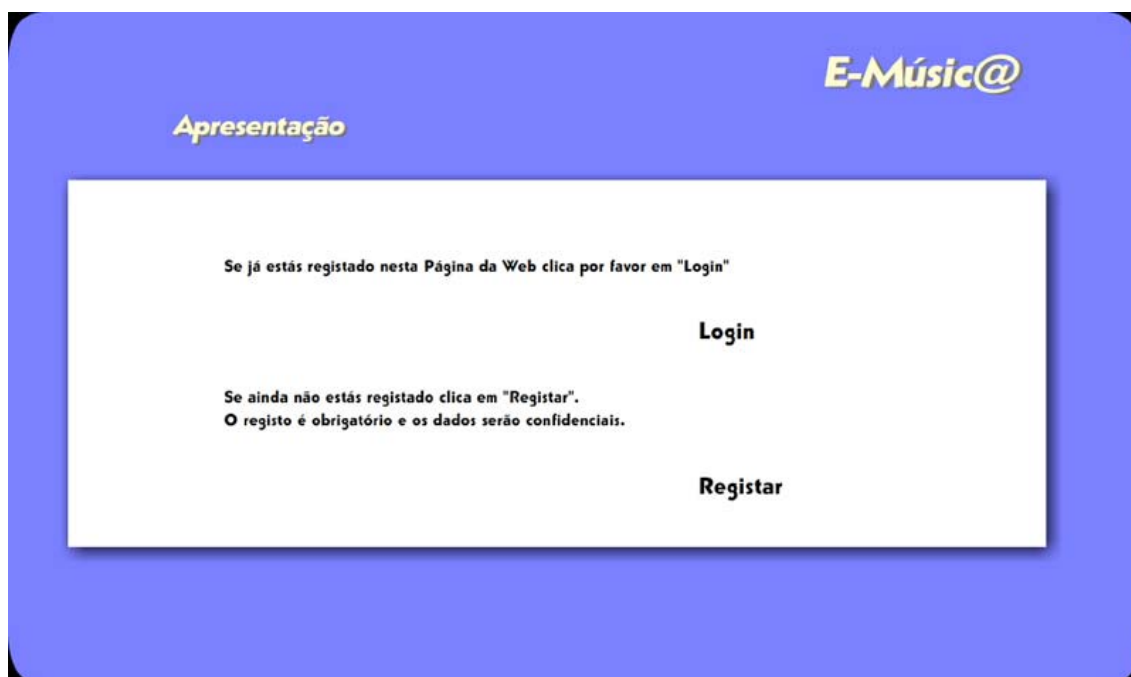 E-Músic@
Apresentação
Se já estás registado nesta Página da Web clica por favor em "Login"
Login
Se ainda não estás registado clica em "Registar".
O registo é obrigatório e os dados serão confidenciais.
Registar